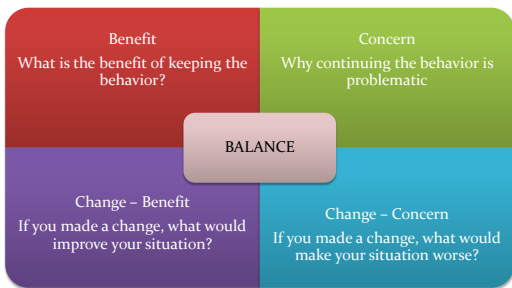 Benefit
What is the benefit of keeping the
behavior?
Concern
Why continuing the behavior is
problematic
BALANCE
Change – Benefit
If you made a change, what would
improve your situation?
Change – Concern
If you made a change, what would
make your situation worse?